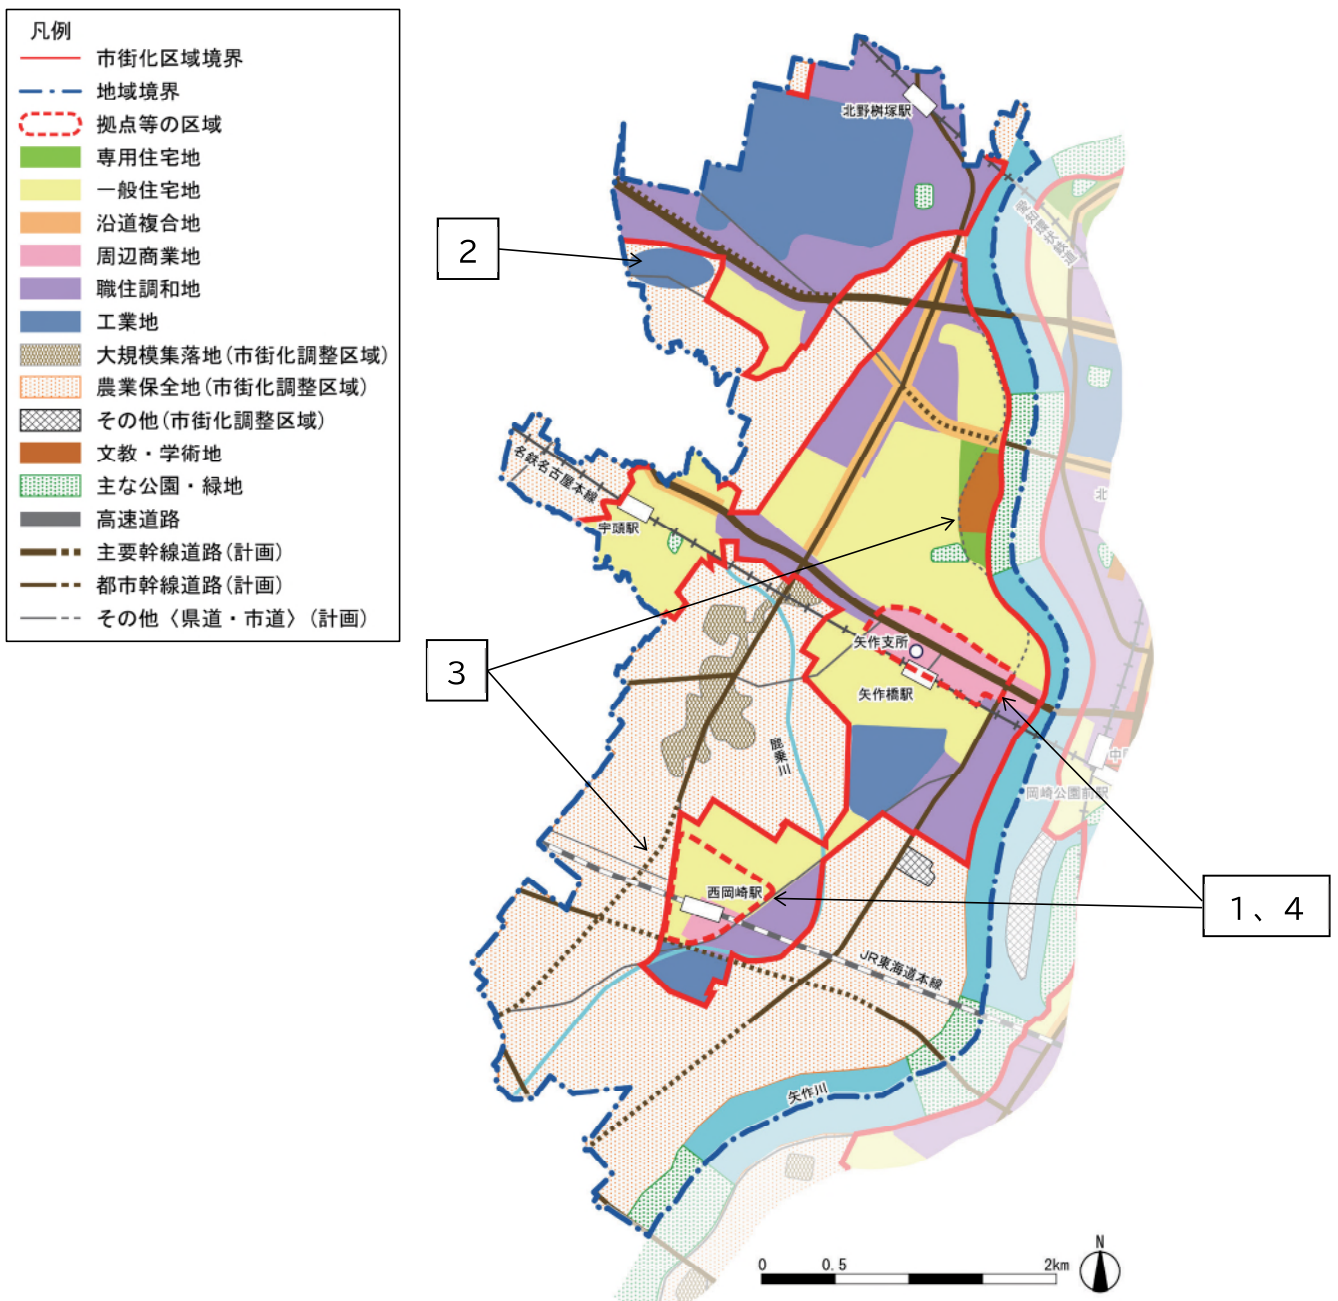 凡例
市街化区域境界
地域境界
拠点等の区域
専用住宅地
一般住宅地
沿道複合地
周辺商業地
職住調和地
工業地
大規模集落地(市街化調整区域)
農業保全地(市街化調整区域)
その他(市街化調整区域)
文教・学術地
主な公園・緑地
高速道路
主要幹線道路(計画)
都市幹線道路(計画)
その他〈県道・市道〉(計画)
北野桝塚駅
愛知環状鉄道
2
名鉄名古屋本線
宇頭駅
北
3
矢作支所
矢作橋駅
鹿乗川
中
岡崎公園前駅
西岡崎駅
1、4
JR東海道本線
矢作川
N
0
0.5
2km